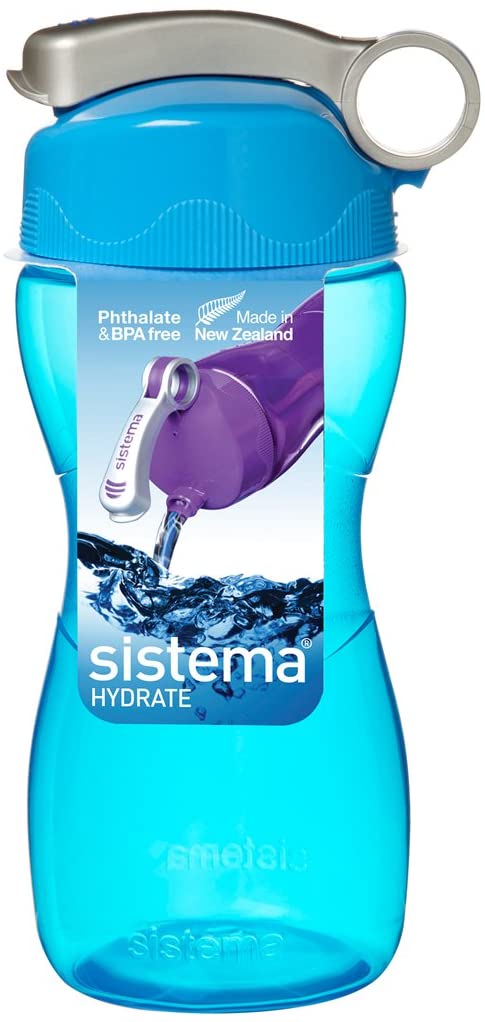 Phthalate
& BPA free
Made in
New Zealand
sistema
sistema®
HYDRATE
sistema
sistema